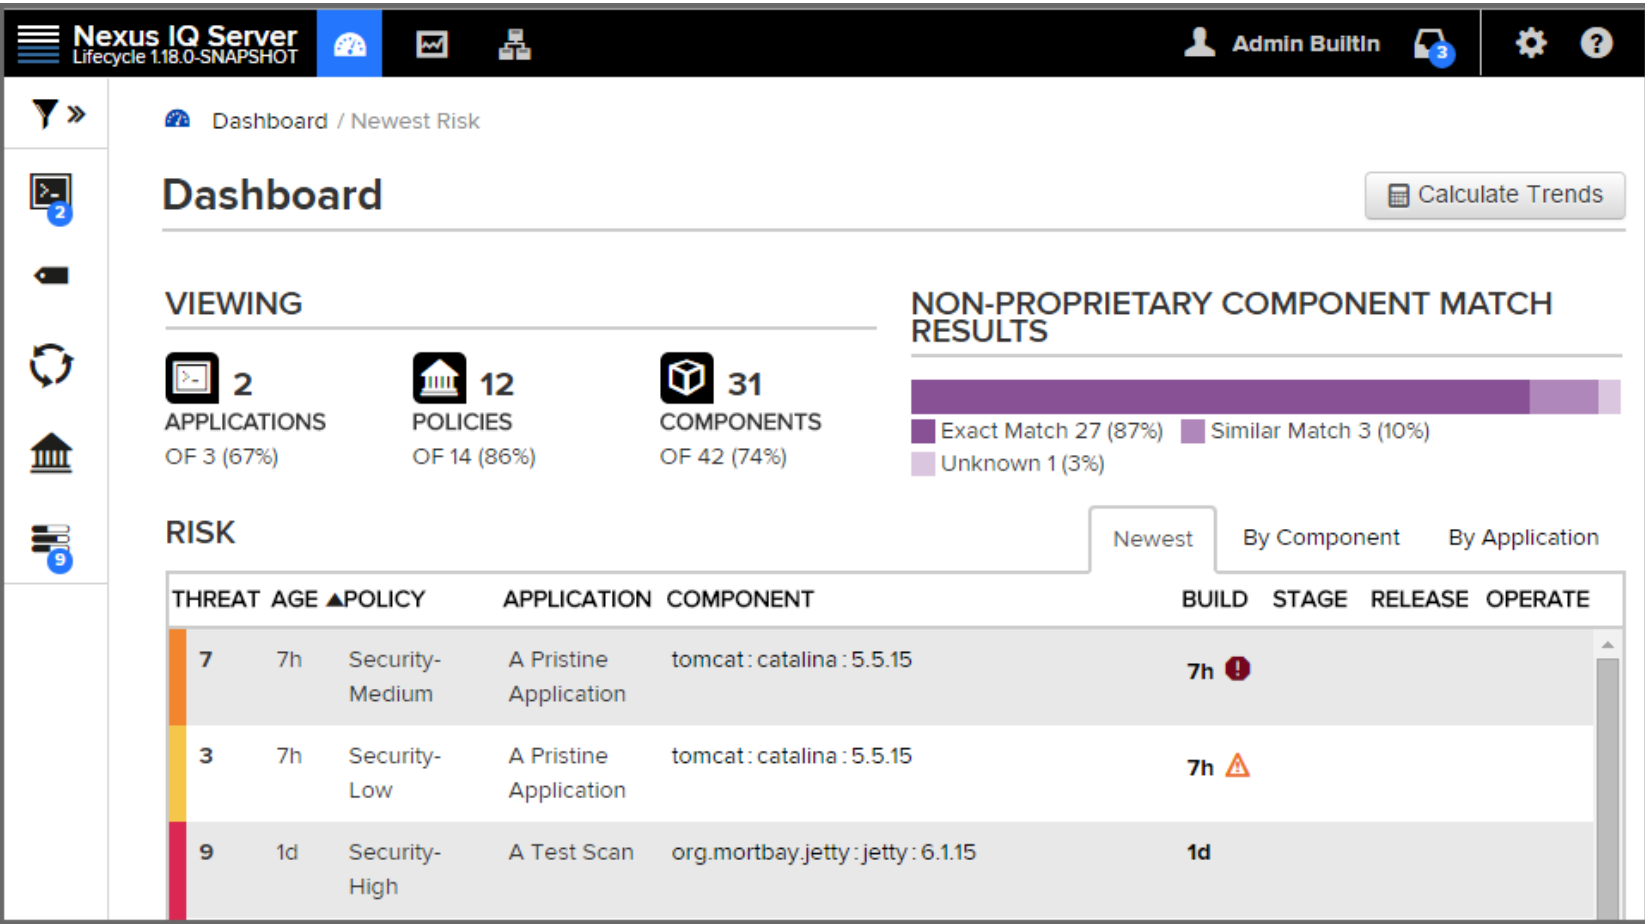 Nexus IQ Server
Lifecycle 1.18.0-SNAPSHOT
Admin BuiltIn
3
Dashboard / Newest Risk
2
Dashboard
Calculate Trends
VIEWING
2
APPLICATIONS
OF 3 (67%)
12
POLICIES
OF 14 (86%)
31
COMPONENTS
OF 42 (74%)
NON-PROPRIETARY COMPONENT MATCH
RESULTS
Exact Match 27 (87%) Similar Match 3 (10%)
Unknown 1 (3%)
9
RISK
Newest By Component By Application
THREAT AGE POLICY APPLICATION COMPONENT BUILD STAGE RELEASE OPERATE
7 7h Security- A Pristine tomcat : catalina : 5.5.15 7h
Medium Application
3 7h Security- A Pristine tomcat : catalina : 5.5.15 7h
Low Application
9 1d Security- A Test Scan org.mortbay.jetty : jetty : 6.1.15 1d
High